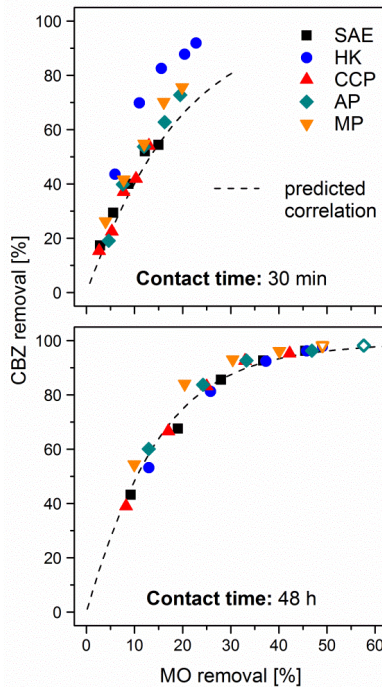 100
80
60
40
20
0
SAE
HK
CCP
AP
MP
predicted
correlation
Contact time: 30 min
CBZ removal [%]
100
80
60
40
20
0
Contact time: 48 h
0 10 20 30 40 50 60
MO removal [%]